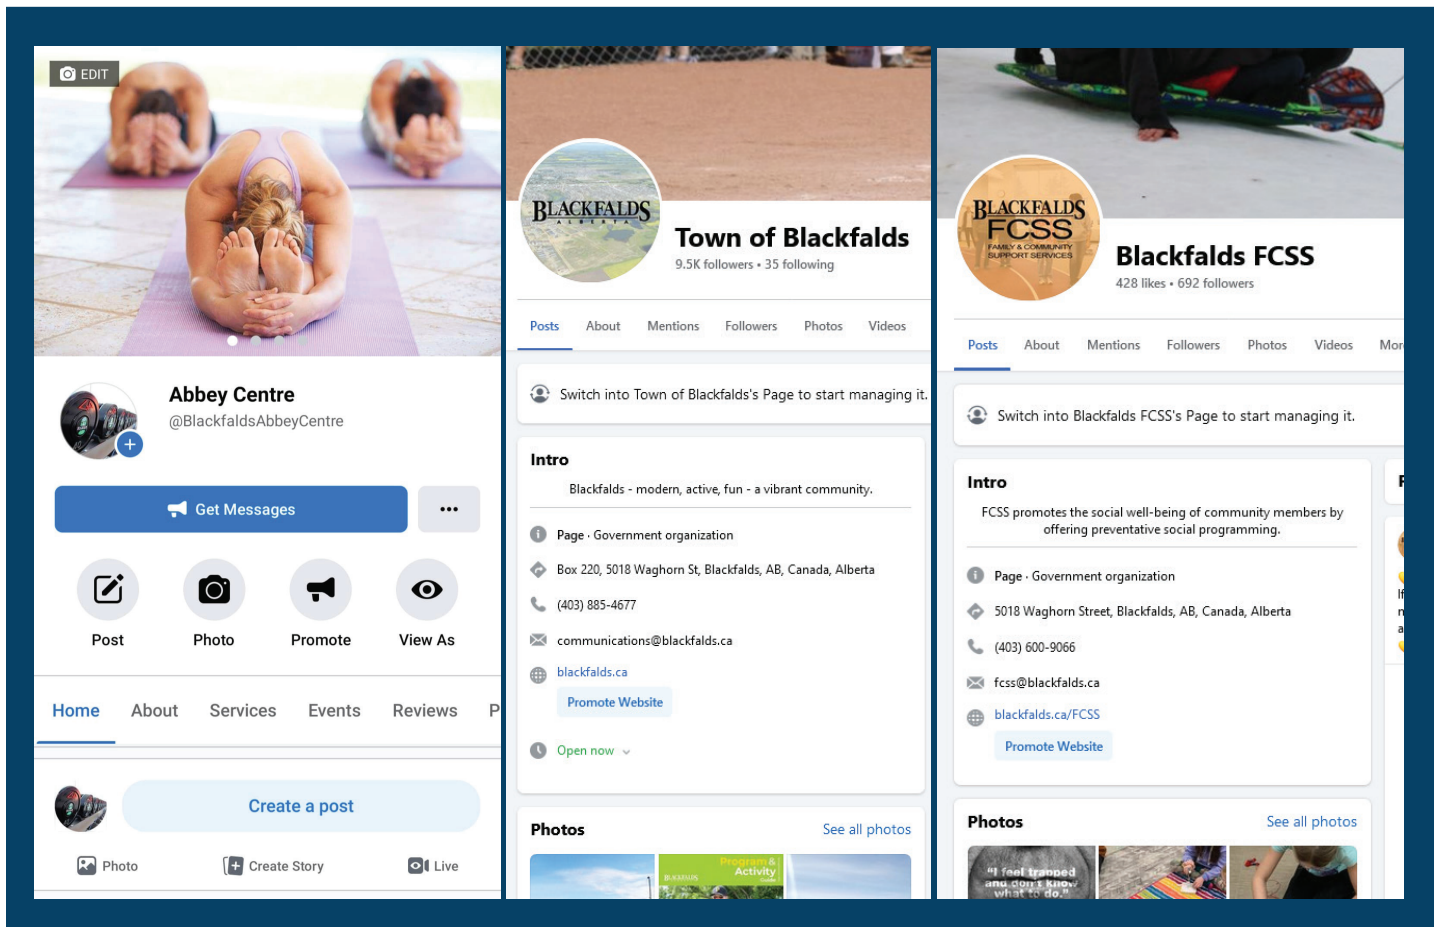 EDIT
Abbey Centre
@BlackfaldsAbbeyCentre
Get Messages
Post
Photo
Promote
View As
Home
About
Services
Events
Reviews
P
Create a post
Photo
Create Story
Live
BLACKFALDS
ALBERTA
Town of Blackfalds
9.5K followers • 35 following
Posts
About
Mentions
Followers
Photos
Videos
Switch into Town of Blackfalds's Page to start managing it.
Intro
Blackfalds - modern, active, fun - a vibrant community.
Page · Government organization
Box 220, 5018 Waghorn St, Blackfalds, AB, Canada, Alberta
(403) 885-4677
communications@blackfalds.ca
blackfalds.ca
Promote Website
Open now
Photos
See all photos
BLACKFALDS
Program &
Activity
Guide
BLACKFALDS
FCSS
FAMILY & COMMUNITY
SUPPORT SERVICES
Blackfalds FCSS
428 likes • 692 followers
Posts
About
Mentions
Followers
Photos
Videos
Mor
Switch into Blackfalds FCSS's Page to start managing it.
Intro
FCSS promotes the social well-being of community members by
offering preventative social programming.
Page · Government organization
5018 Waghorn Street, Blackfalds, AB, Canada, Alberta
(403) 600-9066
fcss@blackfalds.ca
blackfalds.ca/FCSS
Promote Website
Photos
See all photos
"I feel trapped
and don't know
what to do."